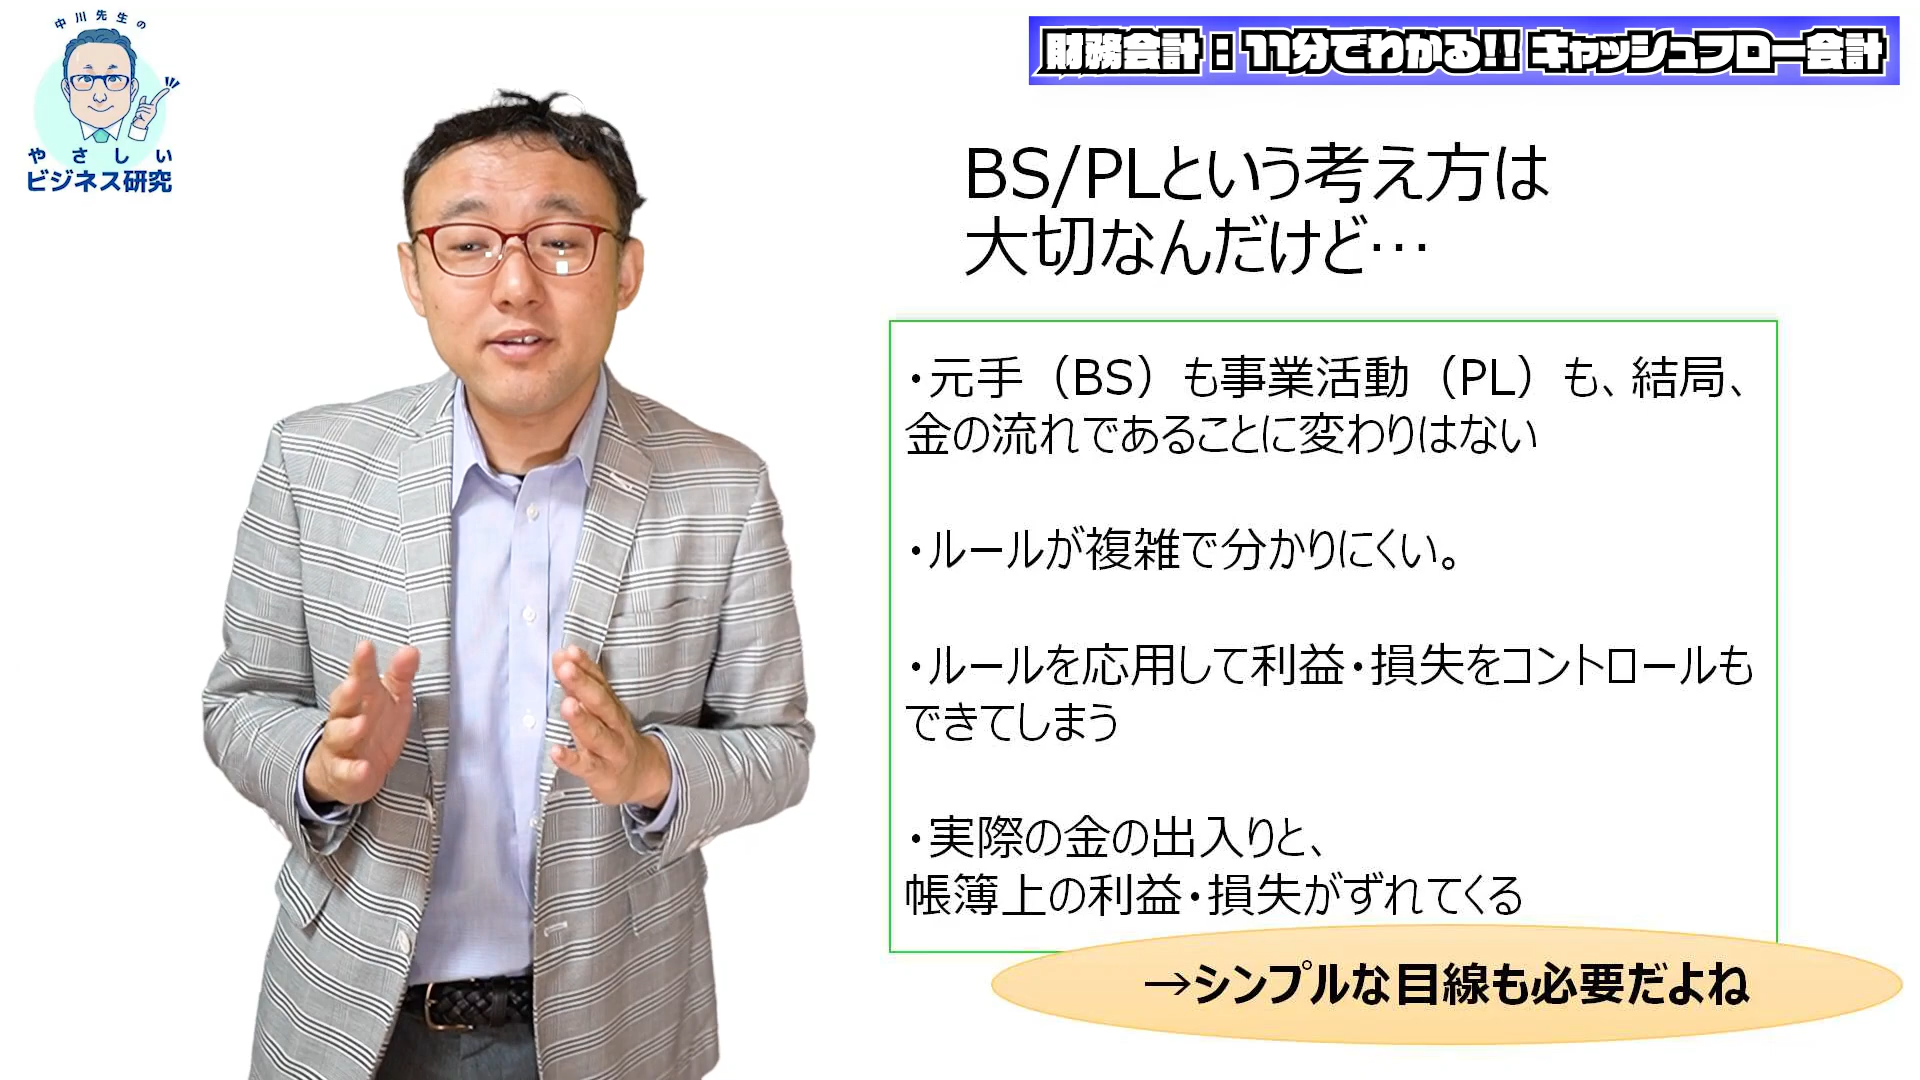 中川先生の
やさしい
ビジネス研究
財務会計：11分でわかる!! キャッシュフロー会計
BS/PLという考え方は
大切なんだけど…
・元手（BS）も事業活動（PL）も、結局、
金の流れであることに変わりはない
・ルールが複雑で分かりにくい。
・ルールを応用して利益・損失をコントロールも
できてしまう
・実際の金の出入りと、
帳簿上の利益・損失がずれてくる
→シンプルな目線も必要だよね